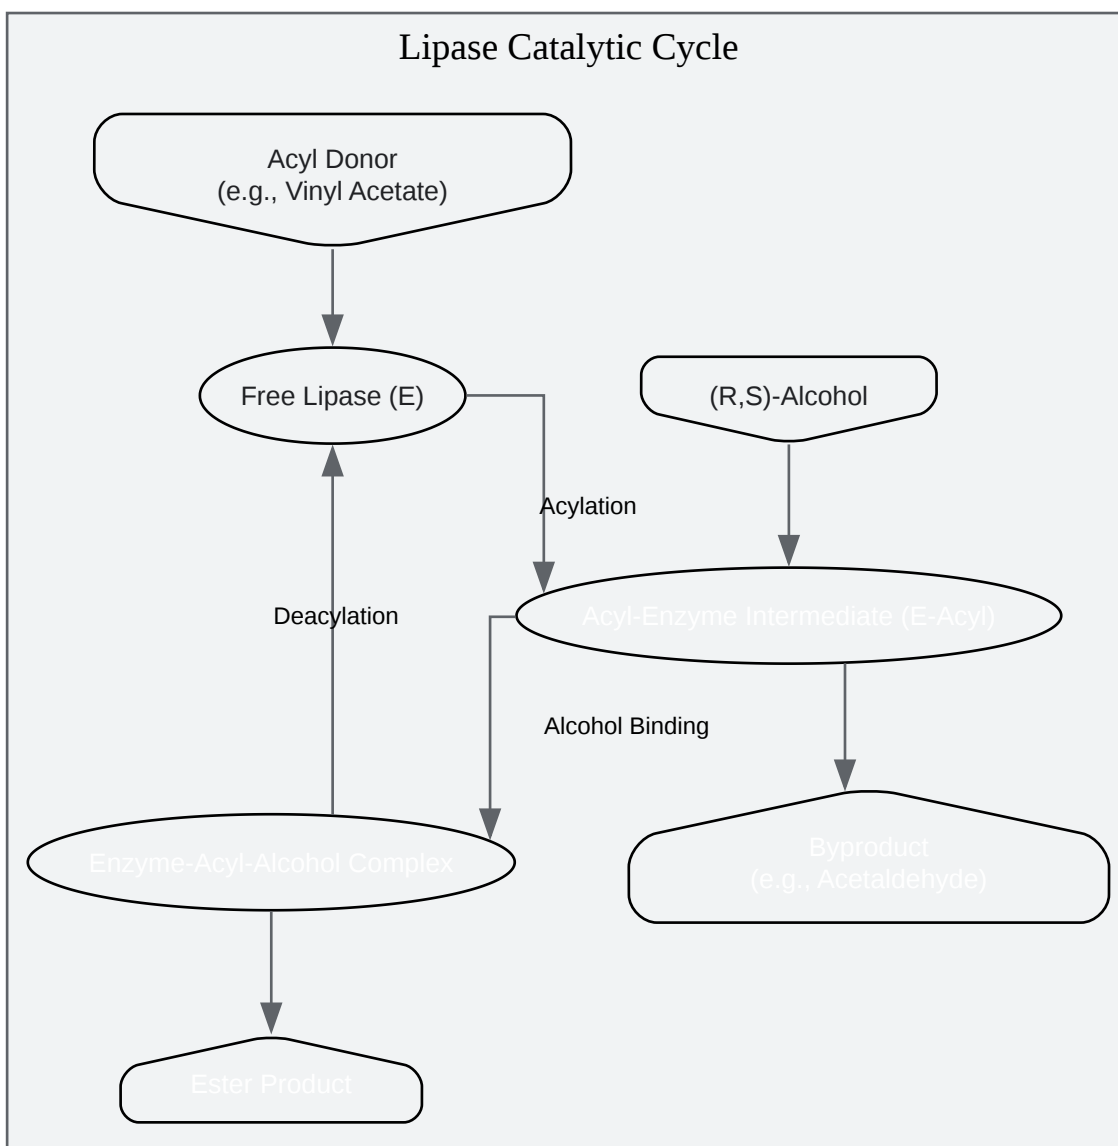 Lipase Catalytic Cycle
Acyl Donor
(e.g., Vinyl Acetate)
Free Lipase (E)
(R,S)-Alcohol
Acylation
Deacylation
Acyl-Enzyme Intermediate (E-Acyl)
Alcohol Binding
Enzyme-Acyl-Alcohol Complex
Byproduct
(e.g., Acetaldehyde)
Ester Product